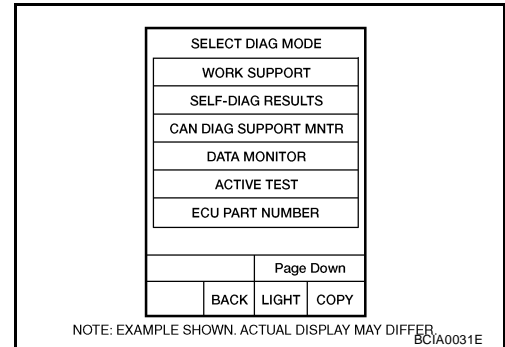 SELECT DIAG MODE
WORK SUPPORT
SELF-DIAG RESULTS
CAN DIAG SUPPORT MNTR
DATA MONITOR
ACTIVE TEST
ECU PART NUMBER
Page Down
BACK LIGHT COPY
NOTE: EXAMPLE SHOWN. ACTUAL DISPLAY MAY DIFFER.
BCIA0031E